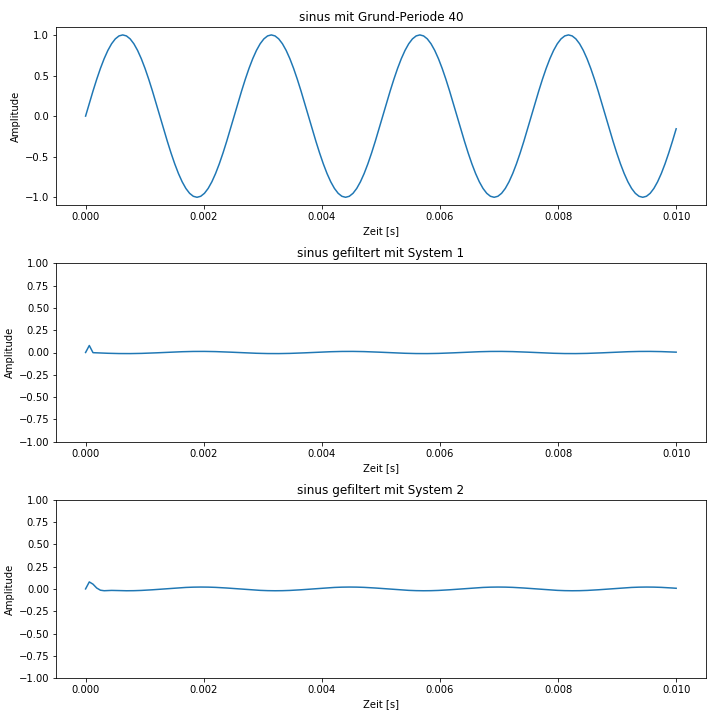 sinus mit Grund-Periode 40
1.0
0.5
0.0
−0.5
−1.0
Amplitude
0.000 0.002 0.004 0.006 0.008 0.010
Zeit [s]
sinus gefiltert mit System 1
1.00
0.75
0.50
0.25
0.00
−0.25
−0.50
−0.75
−1.00
Amplitude
0.000 0.002 0.004 0.006 0.008 0.010
Zeit [s]
sinus gefiltert mit System 2
1.00
0.75
0.50
0.25
0.00
−0.25
−0.50
−0.75
−1.00
Amplitude
0.000 0.002 0.004 0.006 0.008 0.010
Zeit [s]